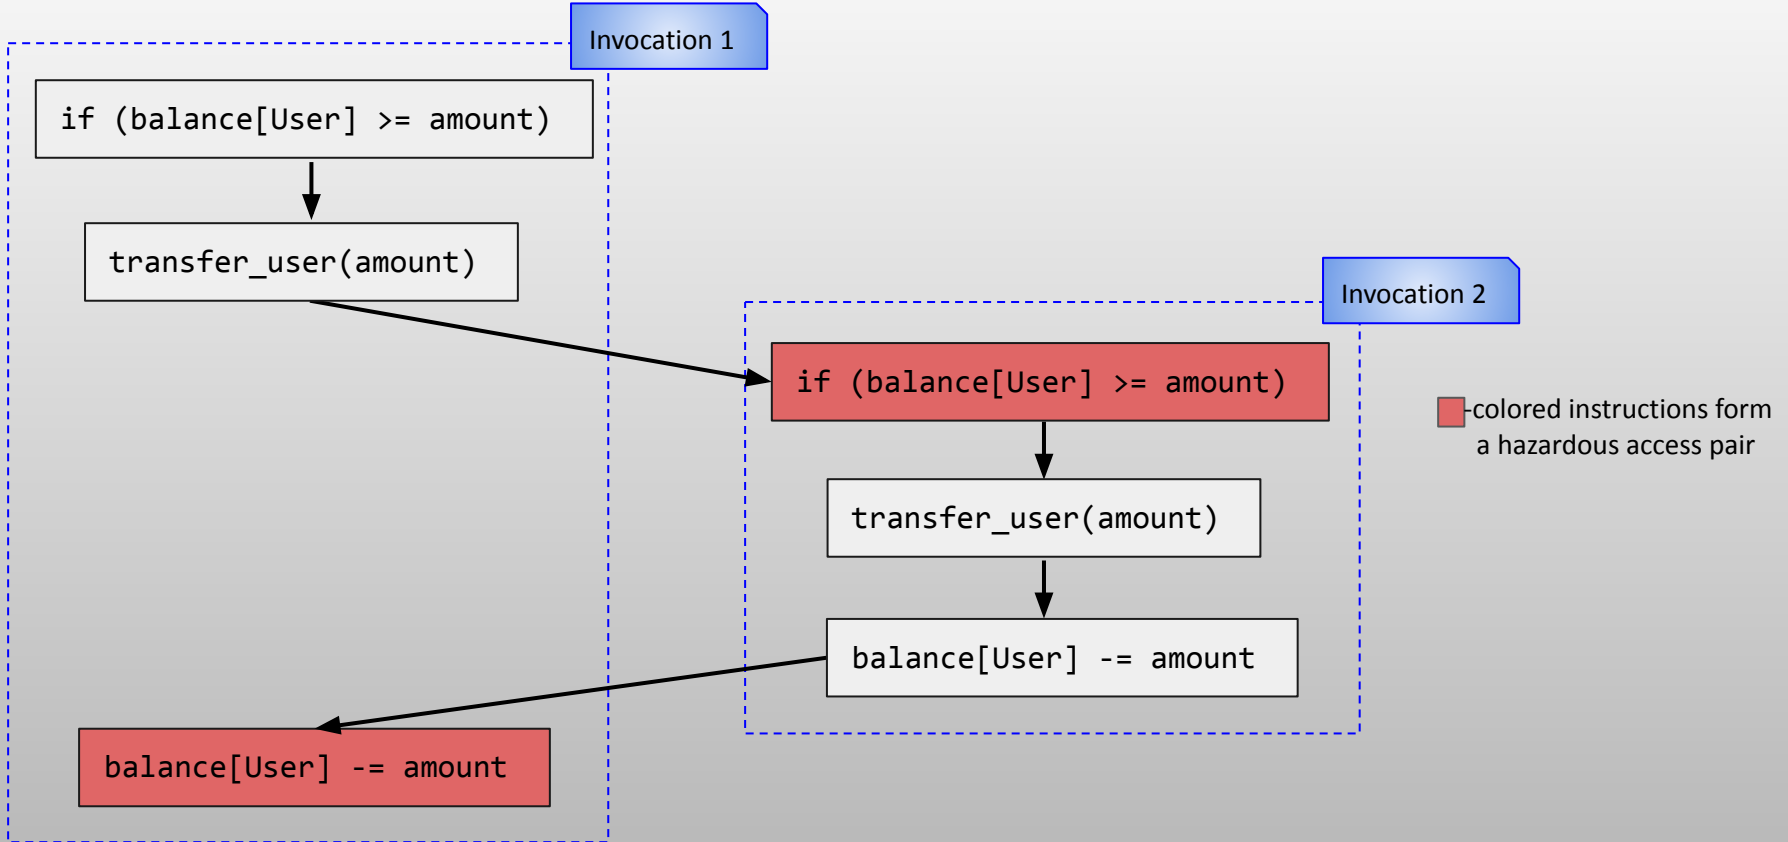 Invocation 1
if (balance[User] >= amount)
transfer_user(amount)
Invocation 2
if (balance[User] >= amount)
transfer_user(amount)
balance[User] -= amount
balance[User] -= amount
-colored instructions form
a hazardous access pair